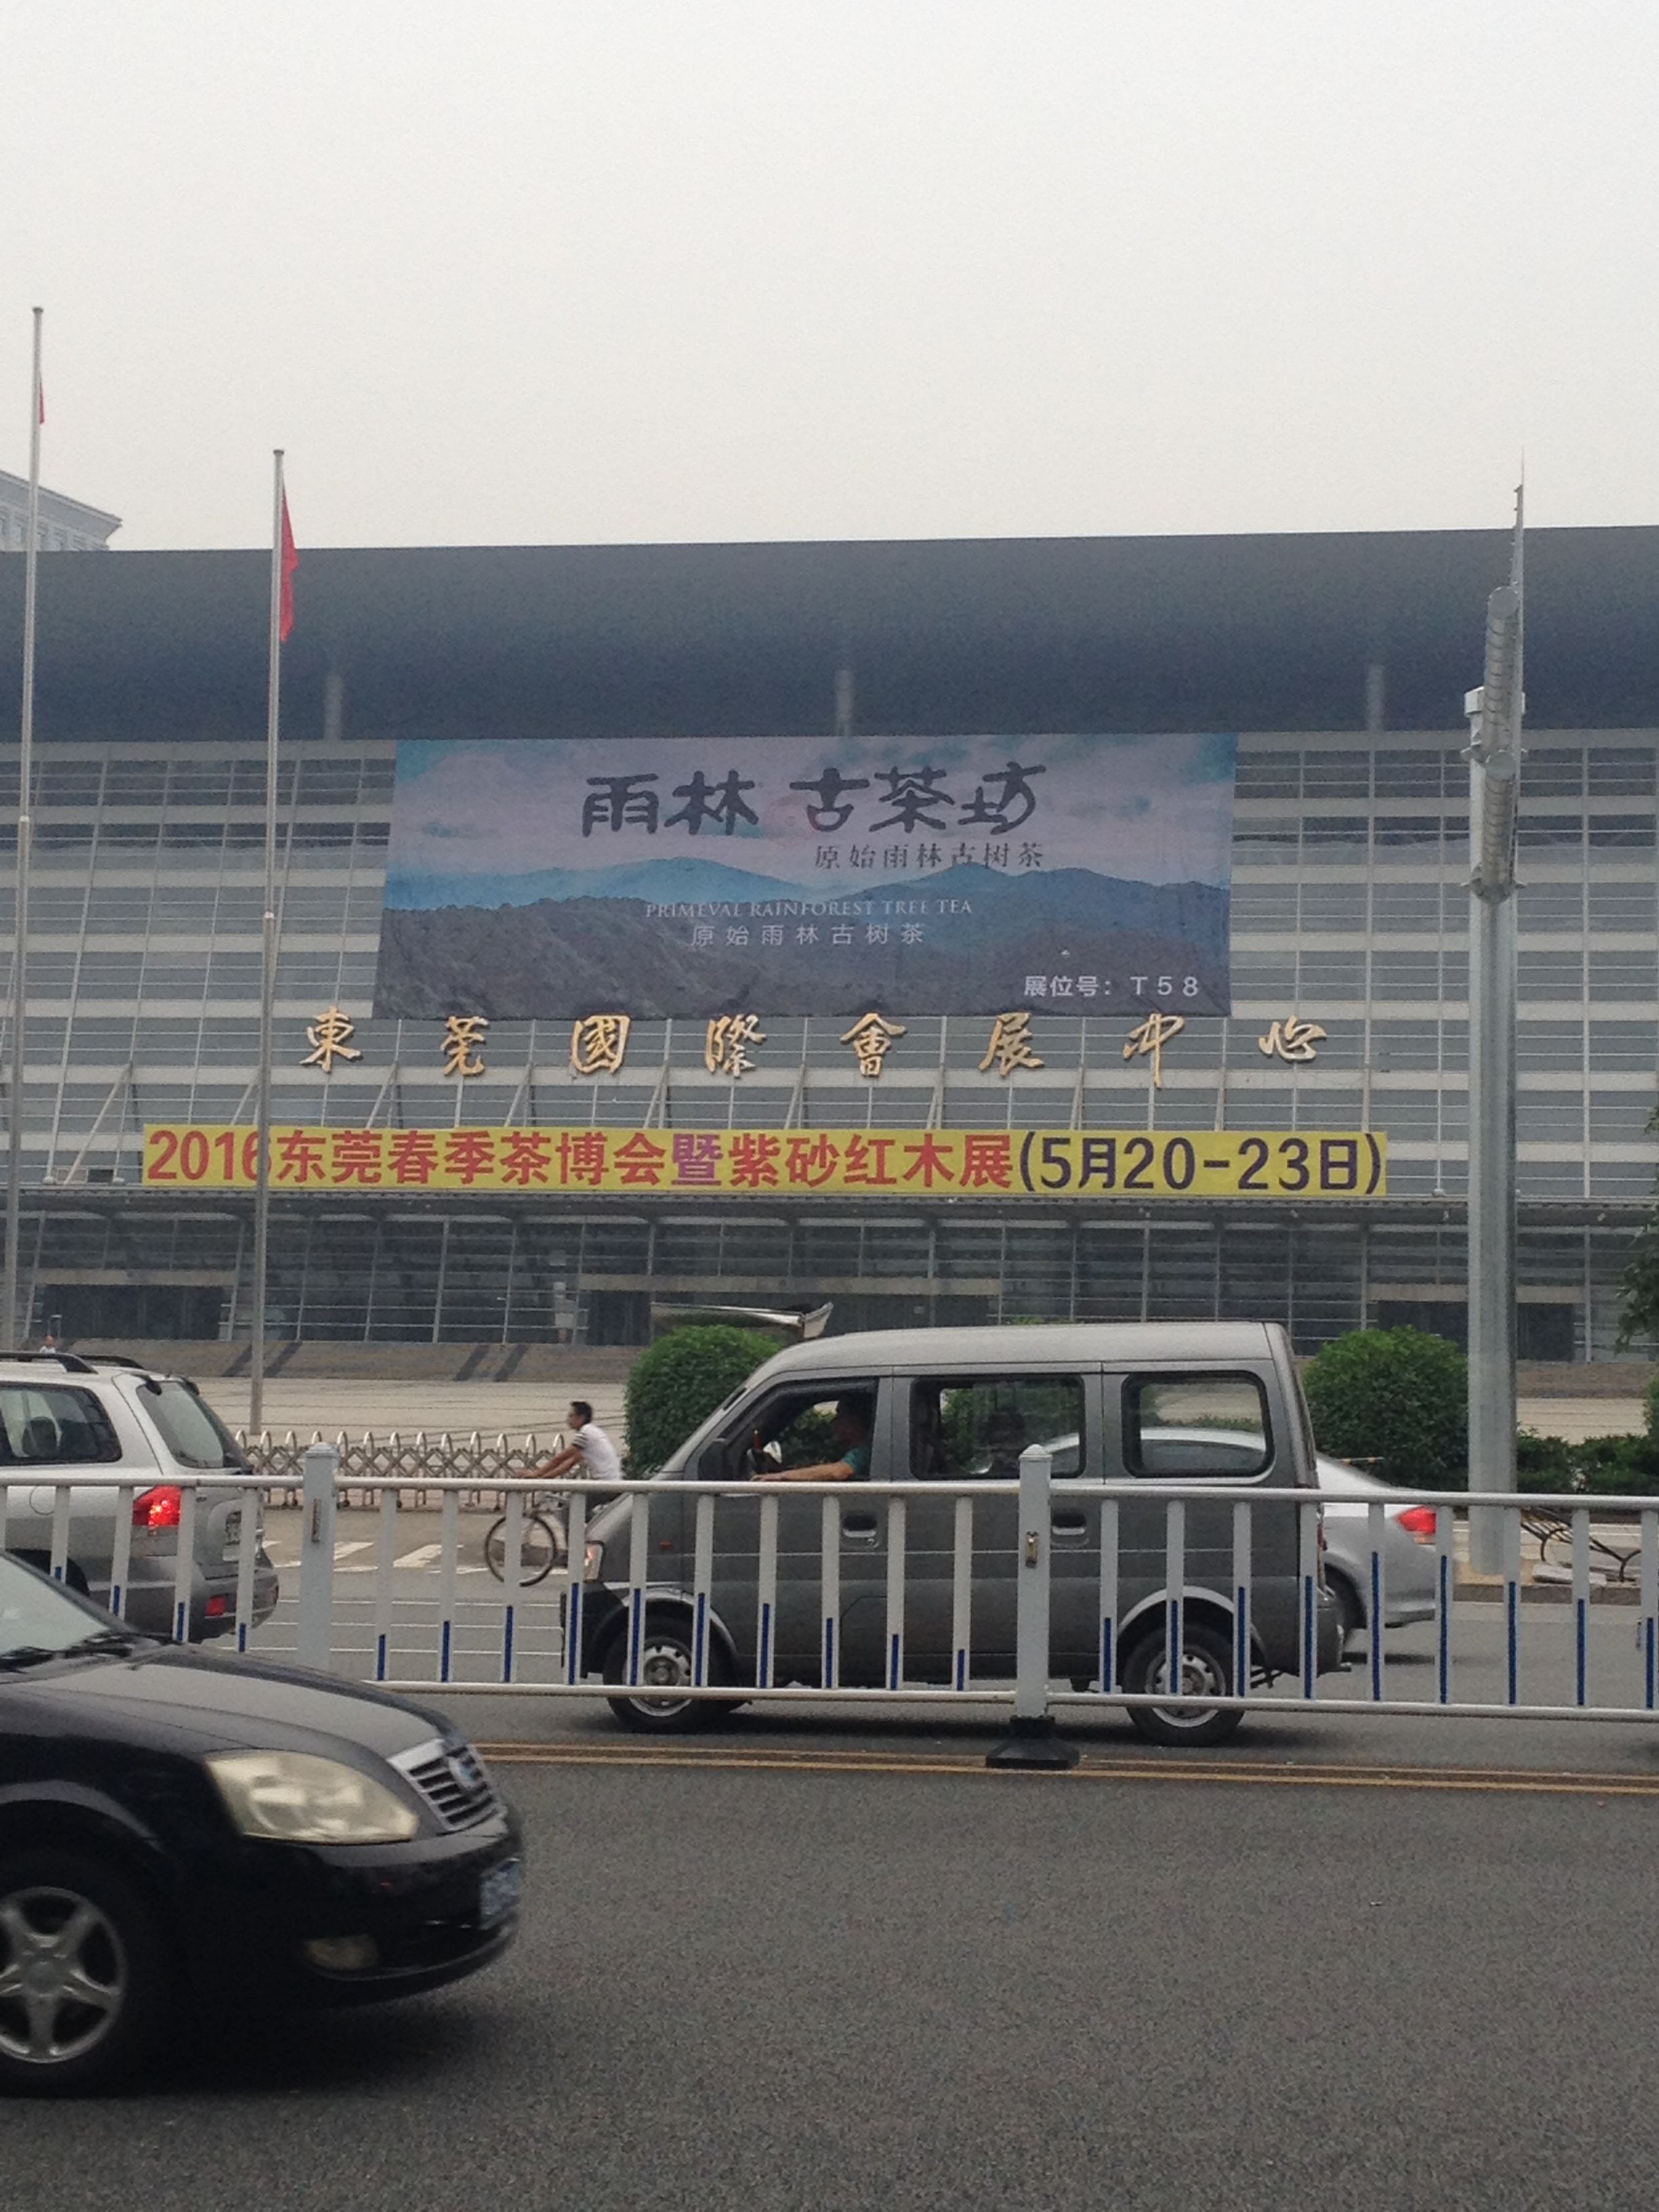 雨林 古茶坊
原始雨林古树茶
PRIMEVAL RAINFOREST TREE TEA
原始雨林古树茶
展位号：T58
東莞國際會展中心
2016东莞春季茶博会暨紫砂红木展(5月20-23日)